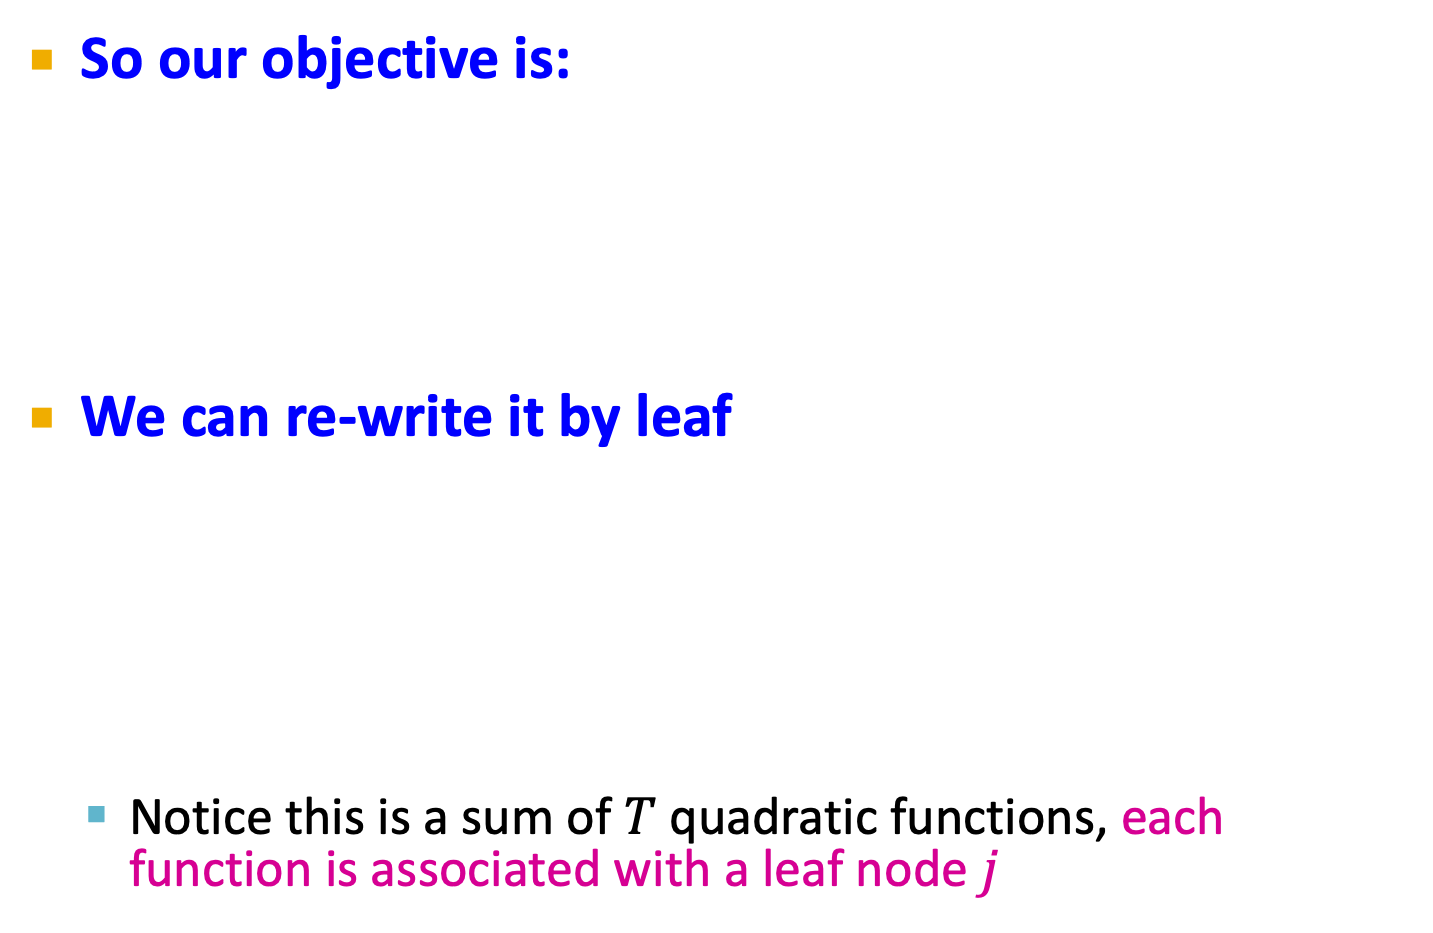 So our objective is:
We can re-write it by leaf
Notice this is a sum of T quadratic functions, each
function is associated with a leaf node j